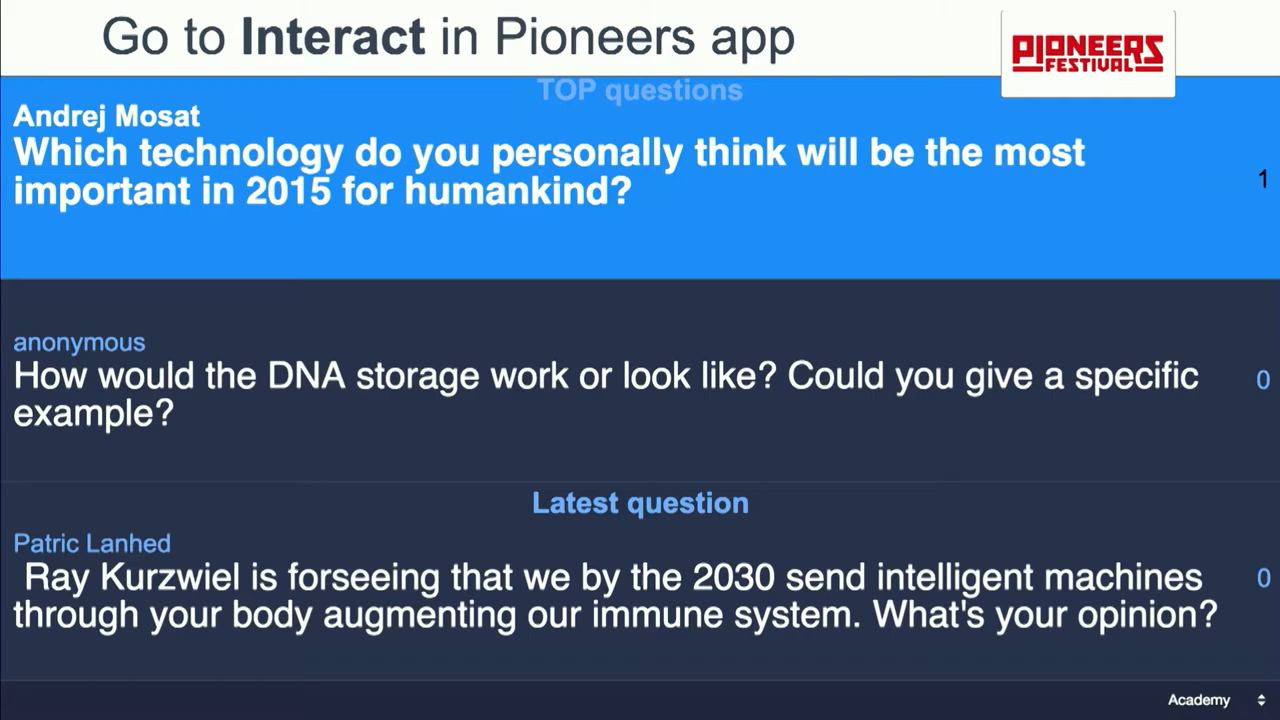 Go to Interact in Pioneers app
PIONEERS
FESTIVAL
TOP questions
Andrej Mosat
Which technology do you personally think will be the most
important in 2015 for humankind?
1
anonymous
How would the DNA storage work or look like? Could you give a specific
example?
0
Latest question
Patric Lanhed
Ray Kurzwiel is forseeing that we by the 2030 send intelligent machines
through your body augmenting our immune system. What's your opinion?
0
Academy